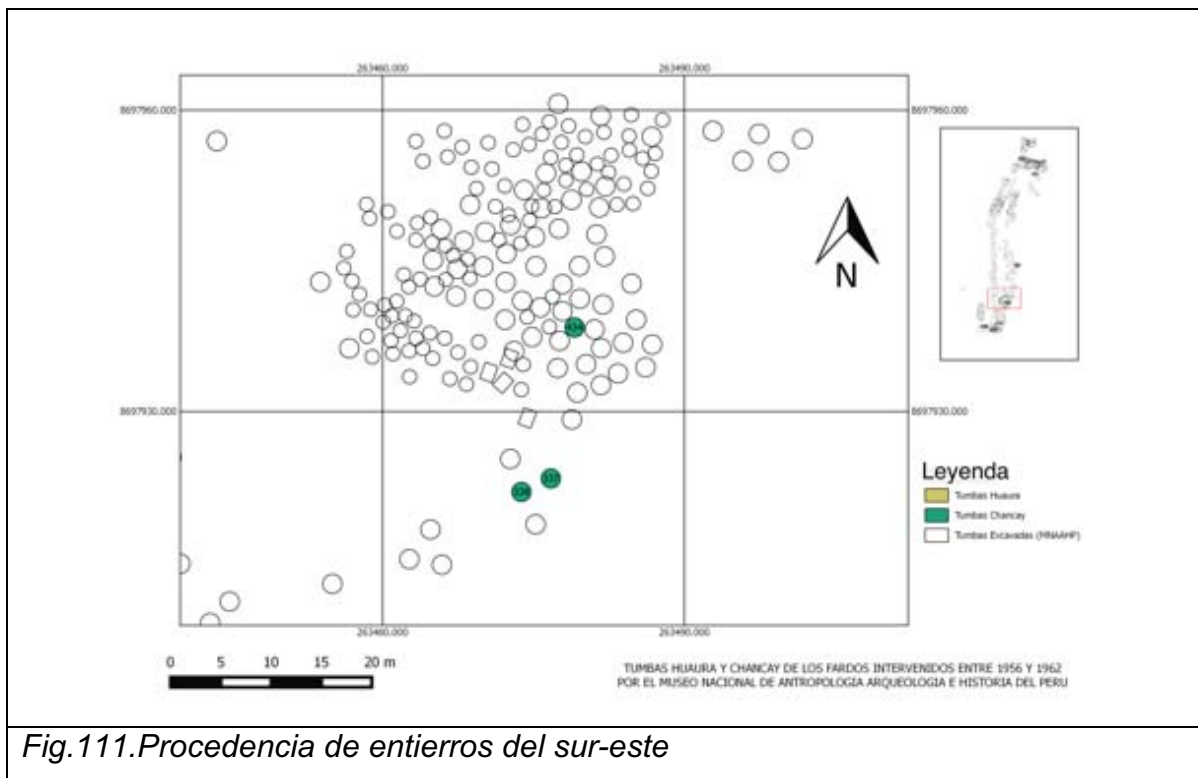 263460.000 263490.000
8697960.000 8697960.000
N
8697930.000 8697930.000
Leyenda
Tumbas Huaura
Tumbas Chancay
Tumbas Excavadas (MNAAHP)
263460.000 263490.000
0 5 10 15 20 m
TUMBAS HUAURA Y CHANCAY DE LOS FARDOS INTERVENIDOS ENTRE 1956 Y 1962
POR EL MUSEO NACIONAL DE ANTROPOLOGIA ARQUEOLOGIA E HISTORIA DEL PERU
Fig.111.Procedencia de entierros del sur-este